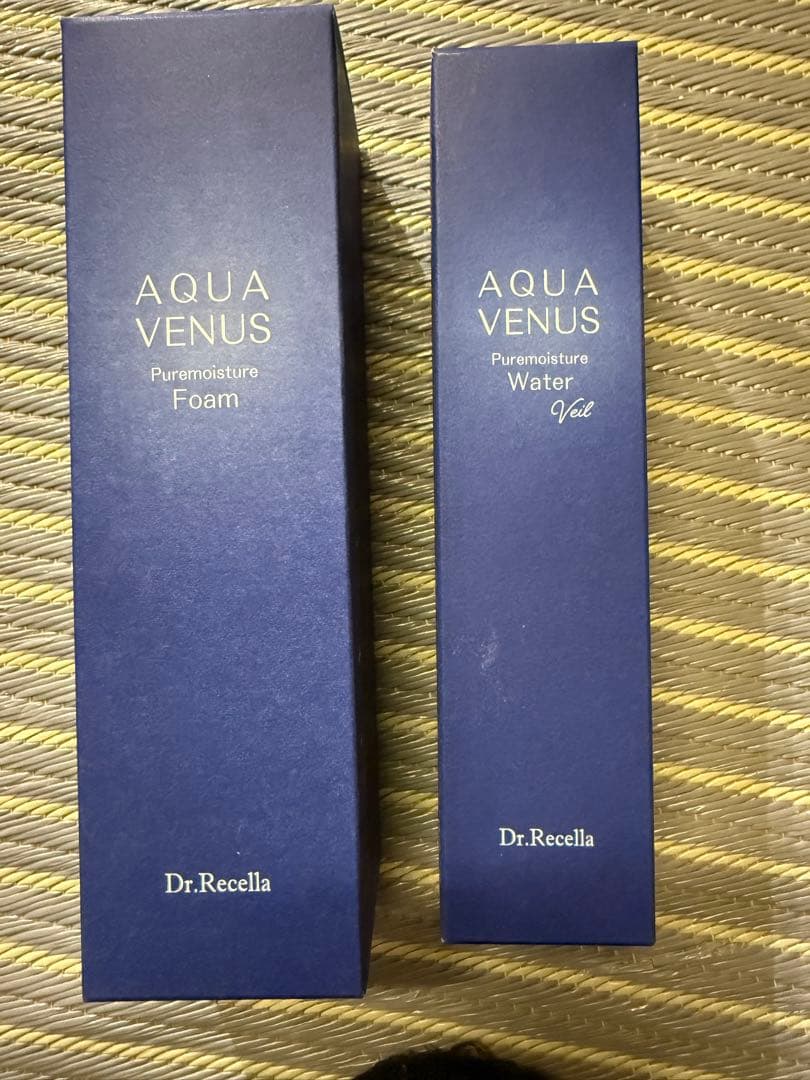 AQUA
VENUS
Puremoisture
Foam
Dr.Recella
AQUA
VENUS
Puremoisture
Water
Veil
Dr.Recella